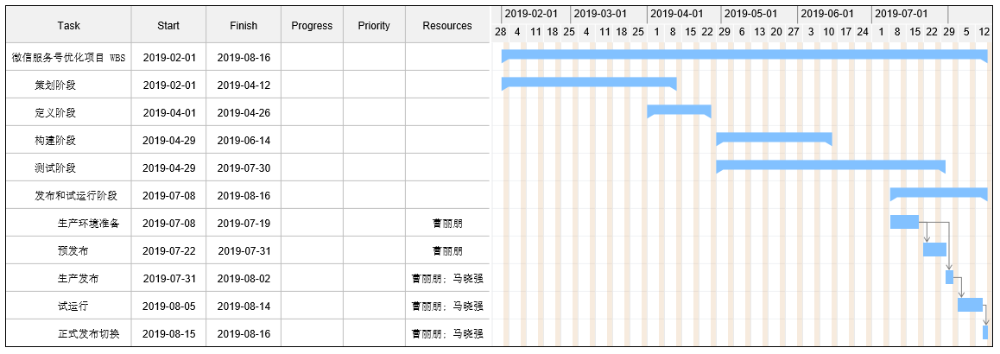 Task Start Finish Progress Priority Resources
2019-02-01 2019-03-01 2019-04-01 2019-05-01 2019-06-01 2019-07-01
28 4 11 18 25 4 11 18 25 1 8 15 22 29 6 13 20 27 3 10 17 24 1 8 15 22 29 5 12
微信服务号优化项目 WBS 2019-02-01 2019-08-16
策划阶段 2019-02-01 2019-04-12
定义阶段 2019-04-01 2019-04-26
构建阶段 2019-04-29 2019-06-14
测试阶段 2019-04-29 2019-07-30
发布和试运行阶段 2019-07-08 2019-08-16
生产环境准备 2019-07-08 2019-07-19 曹丽朋
预发布 2019-07-22 2019-07-31 曹丽朋
生产发布 2019-07-31 2019-08-02 曹丽朋；马晓强
试运行 2019-08-05 2019-08-14 曹丽朋；马晓强
正式发布切换 2019-08-15 2019-08-16 曹丽朋；马晓强